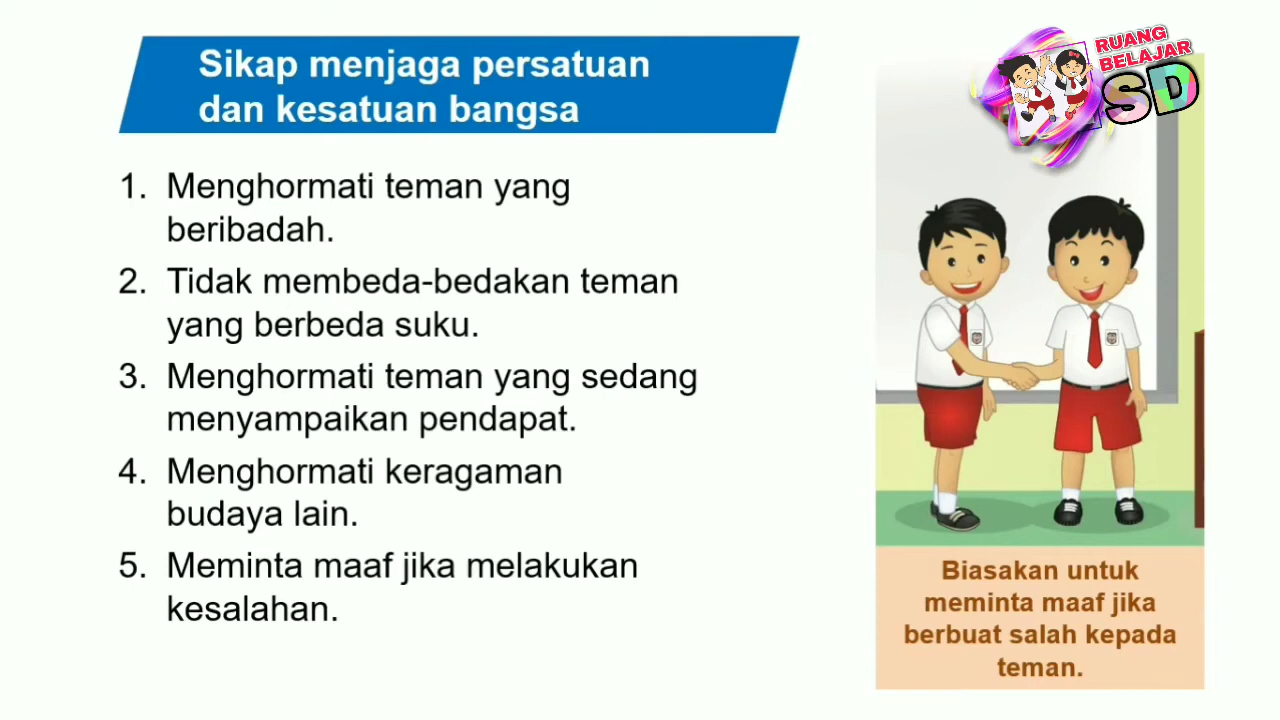 Sikap menjaga persatuan
dan kesatuan bangsa
1. Menghormati teman yang
beribadah.
2. Tidak membeda-bedakan teman
yang berbeda suku.
3. Menghormati teman yang sedang
menyampaikan pendapat.
4. Menghormati keragaman
budaya lain.
5. Meminta maaf jika melakukan
kesalahan.
RUANG
BELAJAR
SD
Biasakan untuk
meminta maaf jika
berbuat salah kepada
teman.